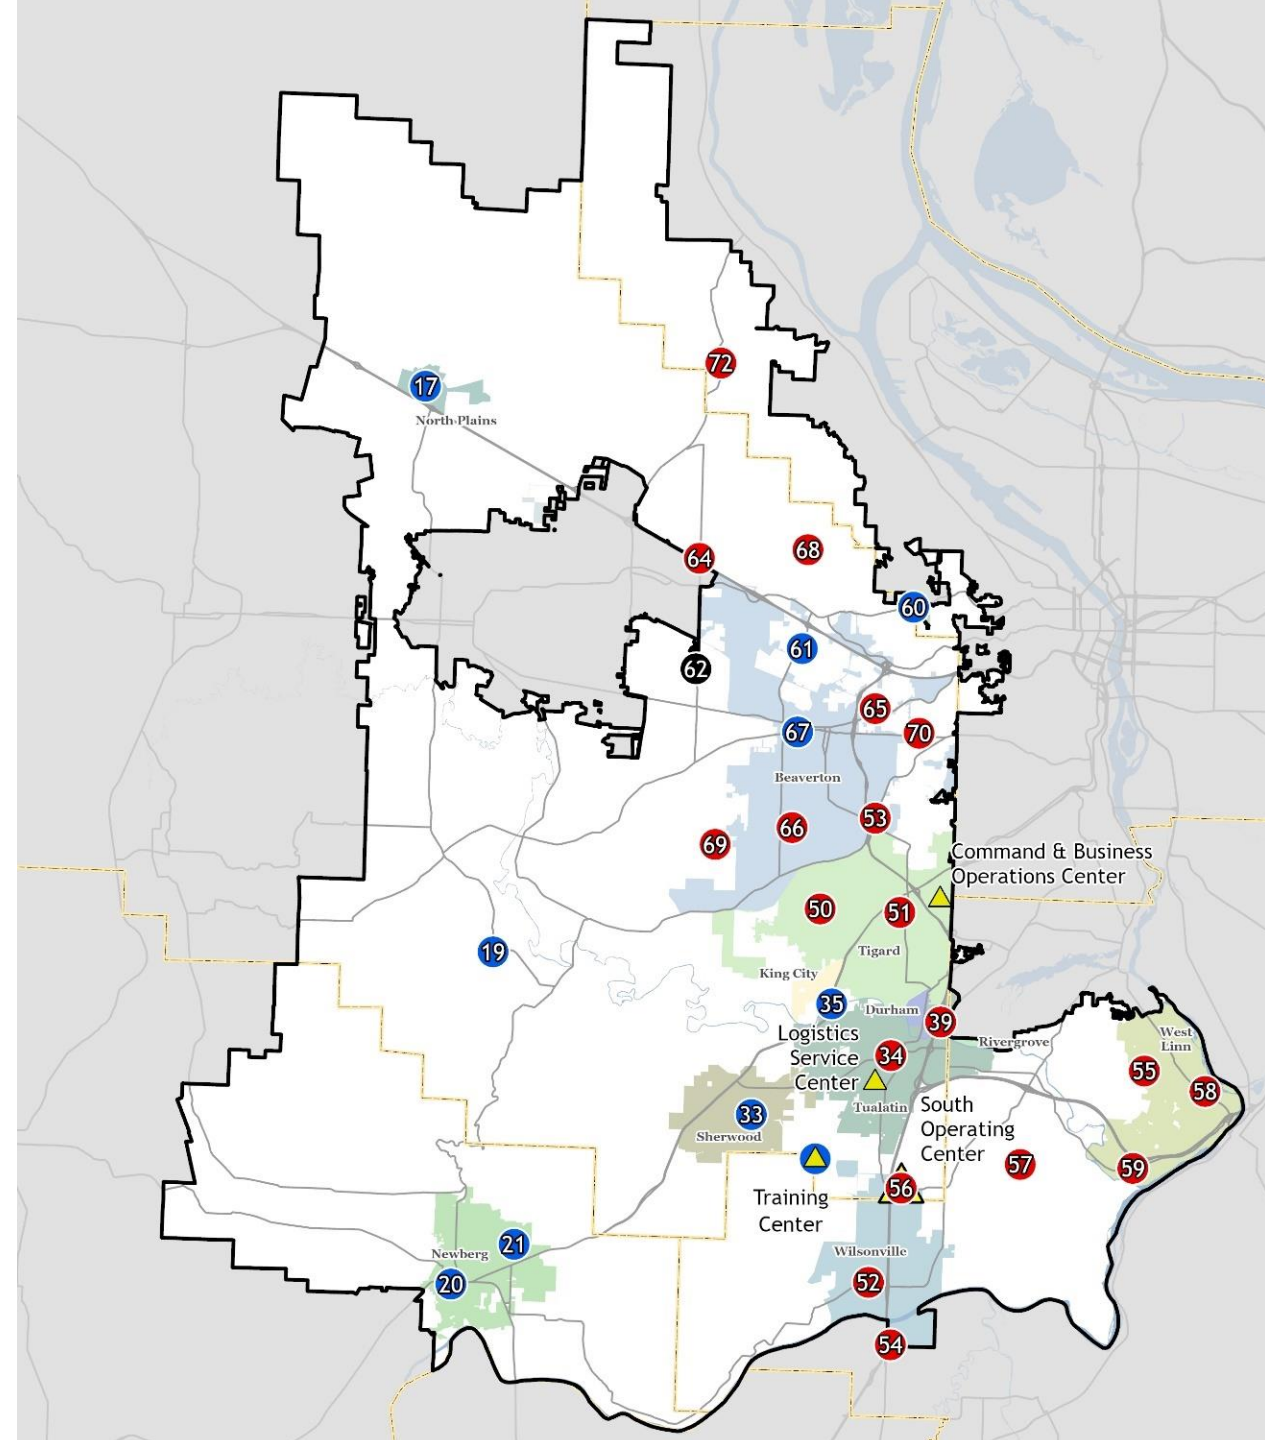 72
17
North Plains
68
64
60
61
62
65
67
70
Beaverton
53
66
69
Command & Business
Operations Center
50
51
19
Tigard
King City
35
Durham
39
Logistics
Service
Center
Rivergrove
West
Linn
34
55
58
Tualatin
South
Operating
Center
33
Sherwood
57
59
56
Training
Center
21
Newberg
20
Wilsonville
52
54